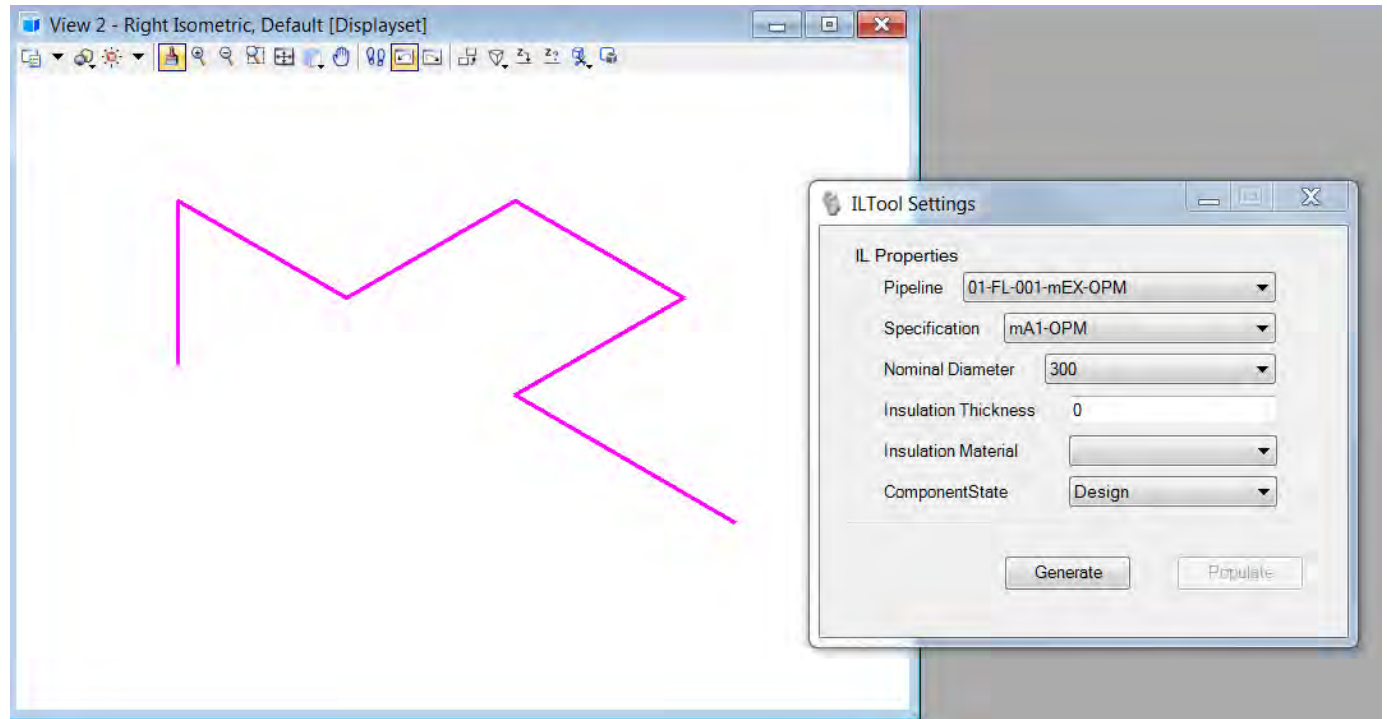 View 2 - Right Isometric, Default [Displayset]
ILTool Settings
IL Properties
Pipeline 01-FL-001-mEX-OPM
Specification mA1-OPM
Nominal Diameter 300
Insulation Thickness 0
Insulation Material
ComponentState Design
Generate Populate